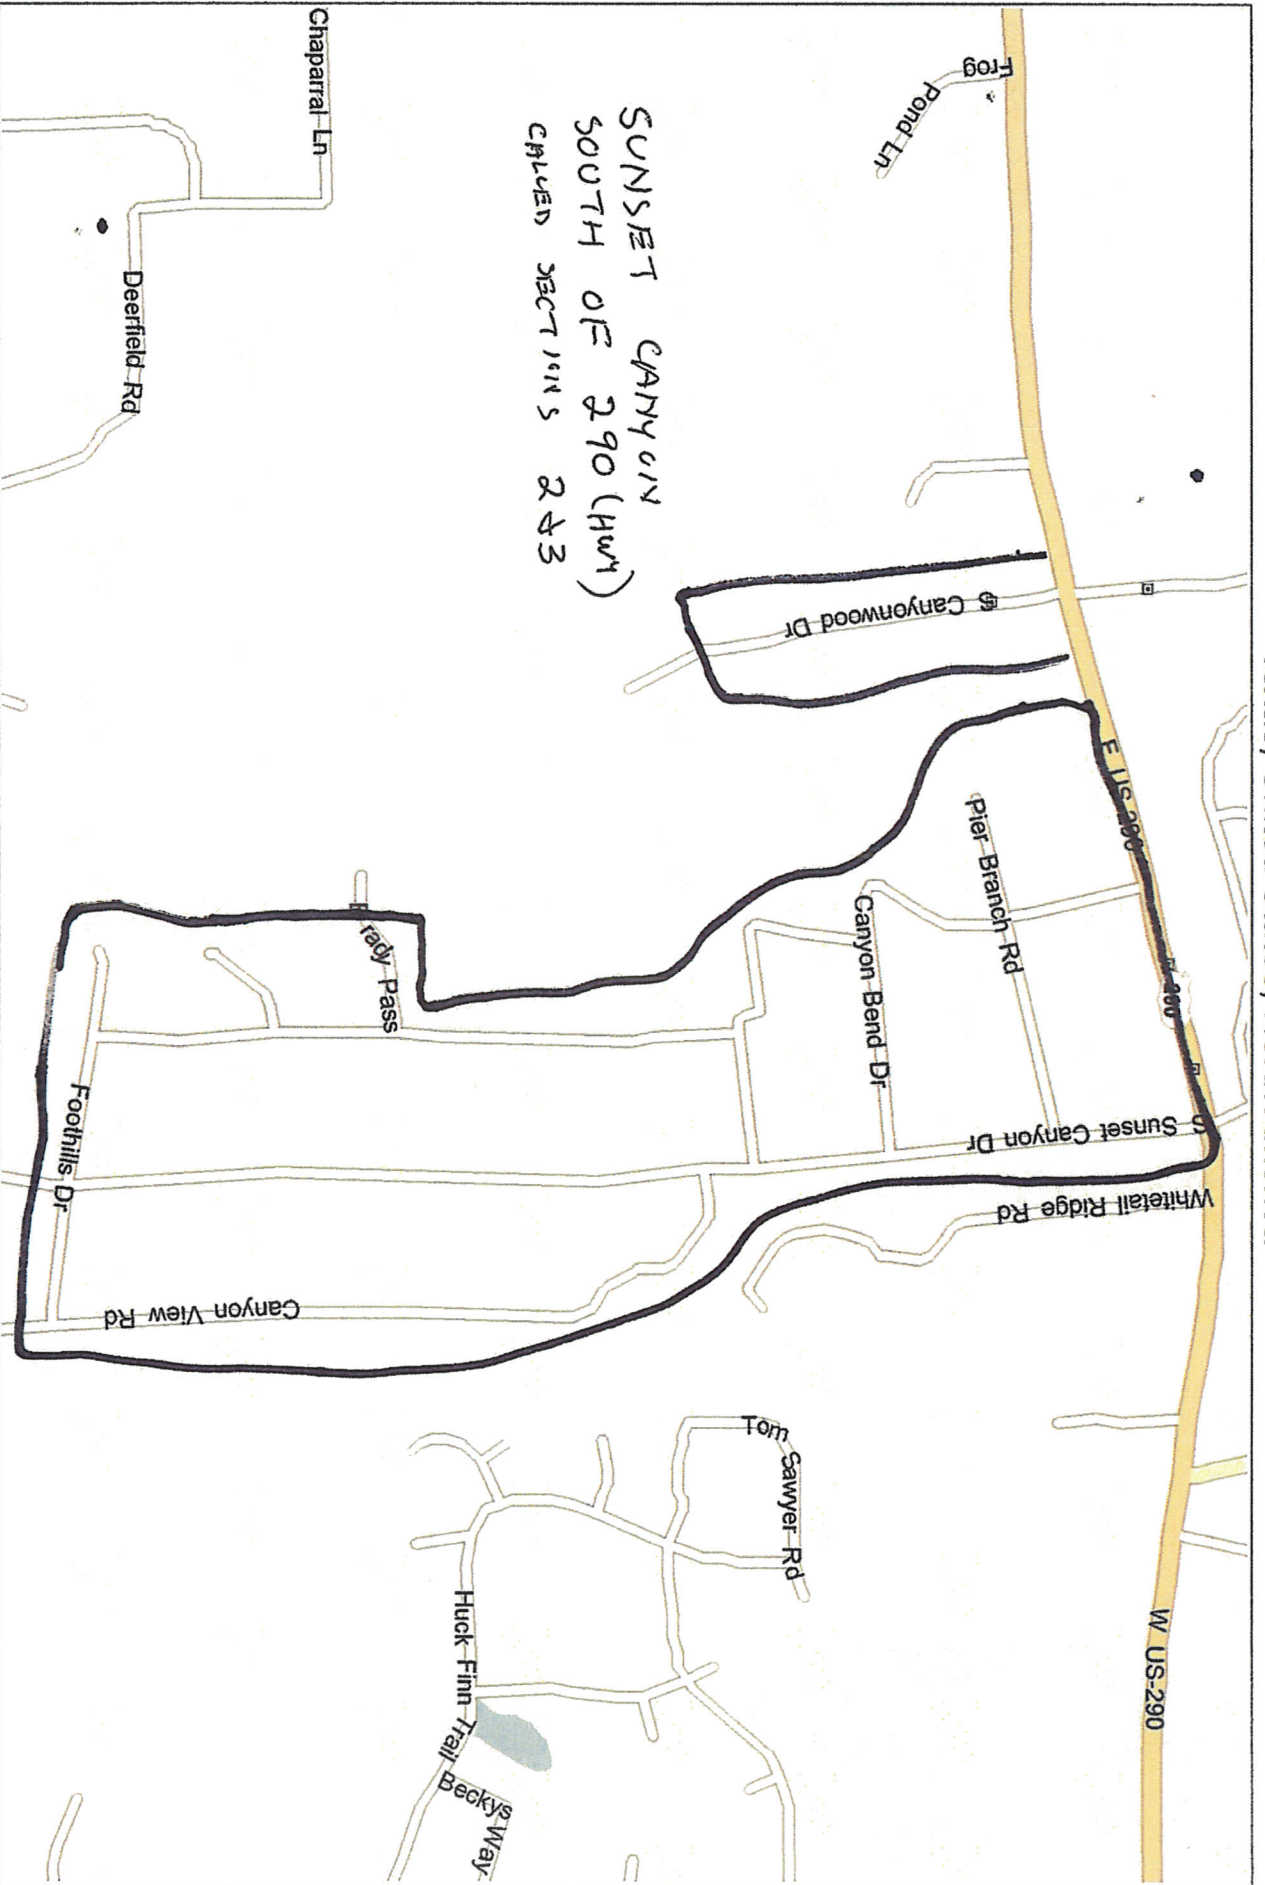 Frog
Pond Ln
Chaparral Ln
Deerfield Rd
SUNSET CANYON
SOUTH OF 290 (HWY)
CALLED SECTIONS 2 & 3
S Canyonwood Dr
E US-290
Pier Branch Rd
Canyon Bend Dr
rady Pass
S Sunset Canyon Dr
Whitetail Ridge Rd
Foothills Dr
Canyon View Rd
Tom Sawyer Rd
Huck Finn Trail
Beckys Way
W US-290